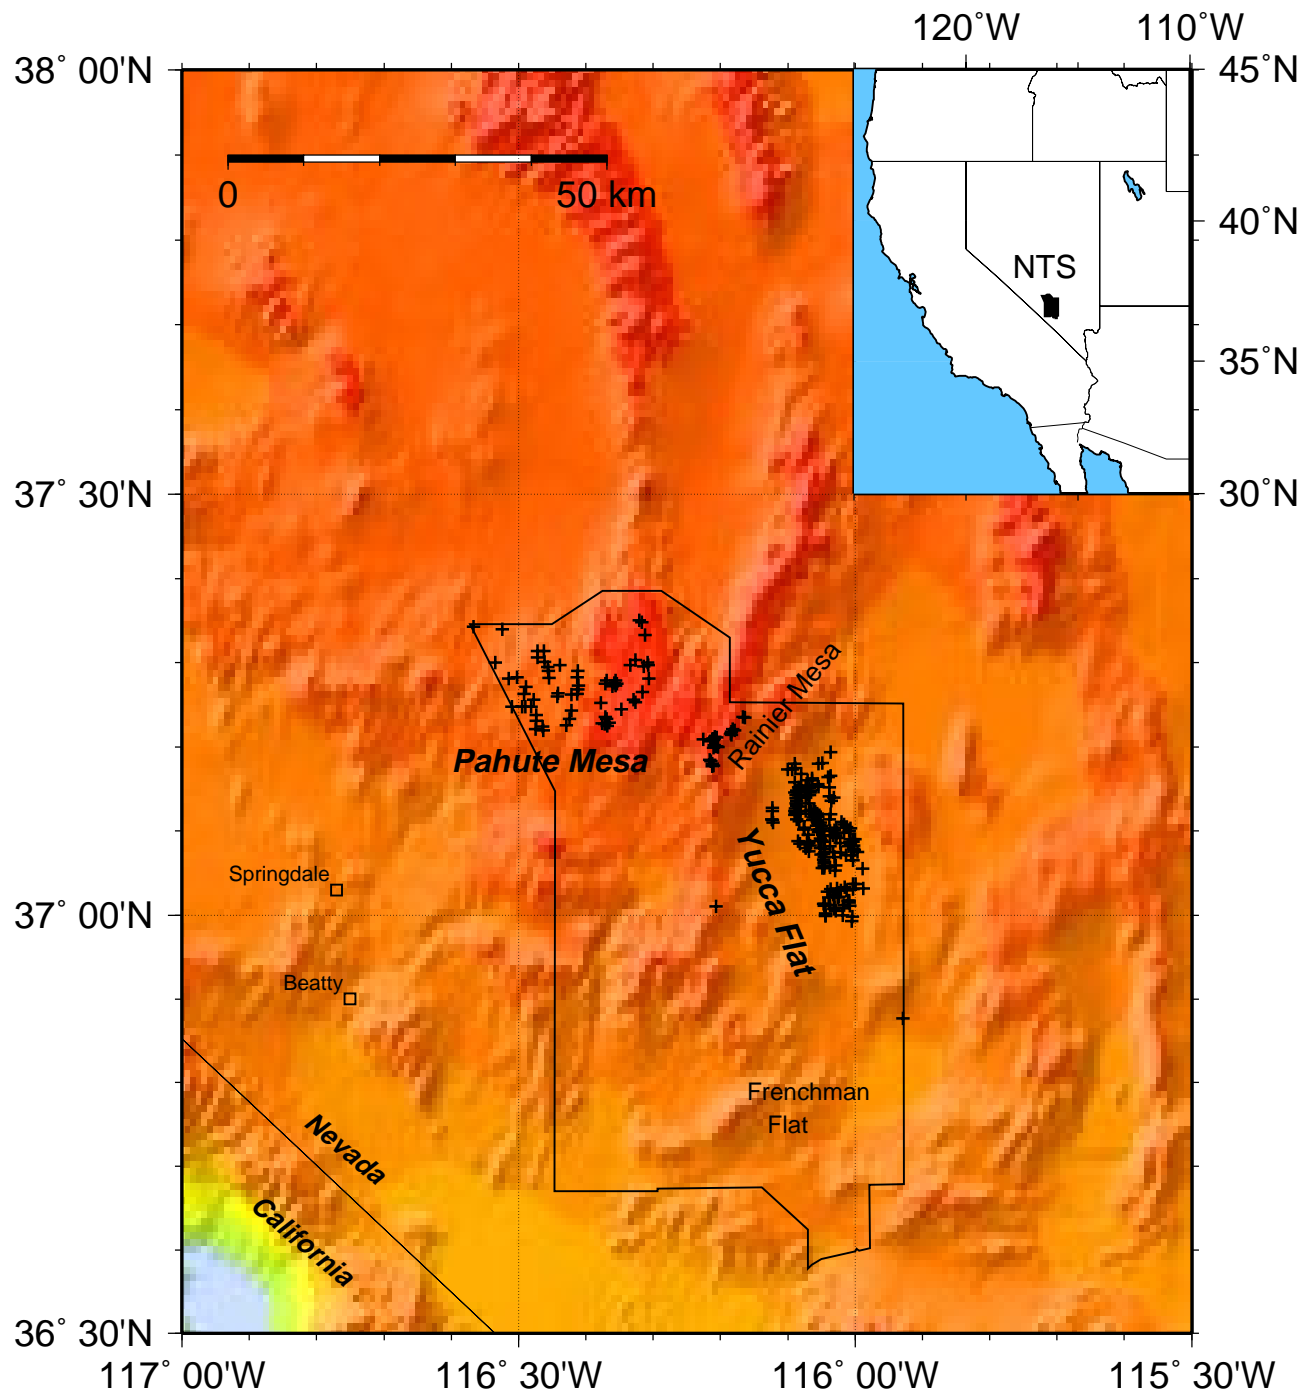 120˚W
110˚W
38˚ 00'N
45˚N
0
50 km
40˚N
NTS
35˚N
37˚ 30'N
30˚N
Rainier Mesa
Pahute Mesa
Yucca Flat
Springdale
37˚ 00'N
Beatty
Frenchman
Flat
Nevada
California
36˚ 30'N
117˚ 00'W
116˚ 30'W
116˚ 00'W
115˚ 30'W